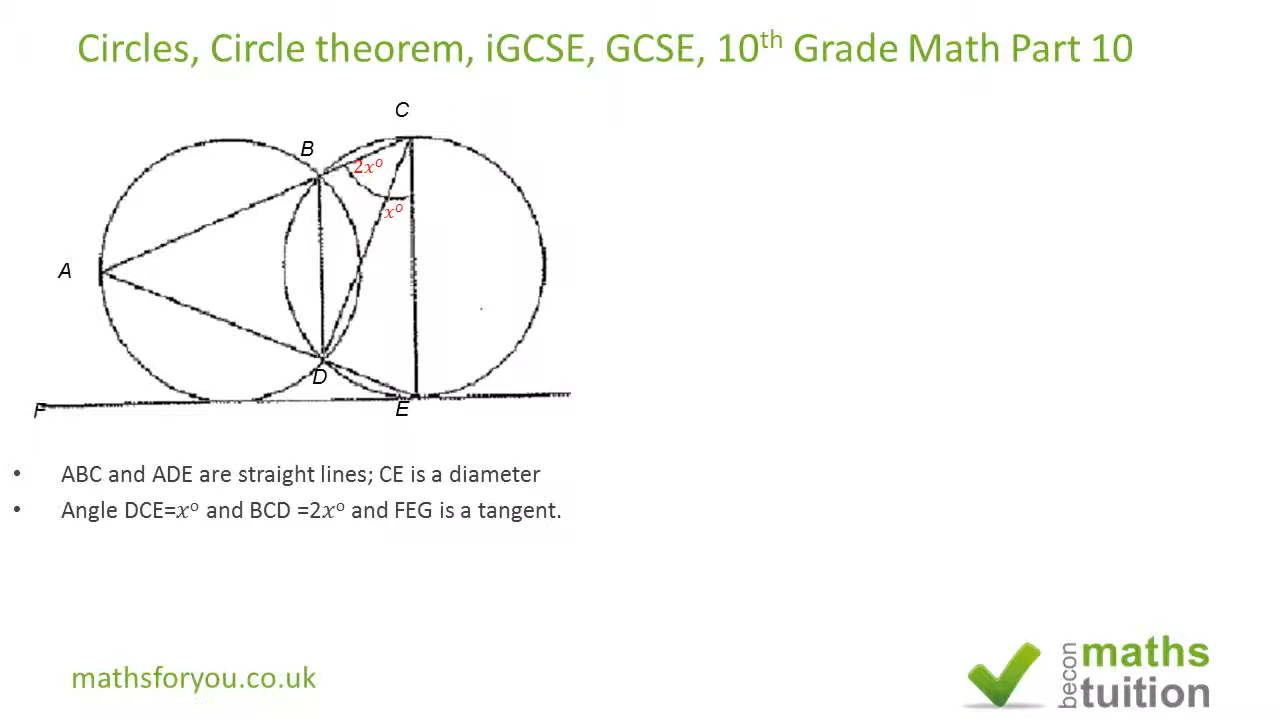 Circles, Circle theorem, iGCSE, GCSE, 10th Grade Math Part 10
C
B
2x°
x°
A
D
F
E
• ABC and ADE are straight lines; CE is a diameter
• Angle DCE=x° and BCD =2x° and FEG is a tangent.
mathsforyou.co.uk
becon
maths
tuition